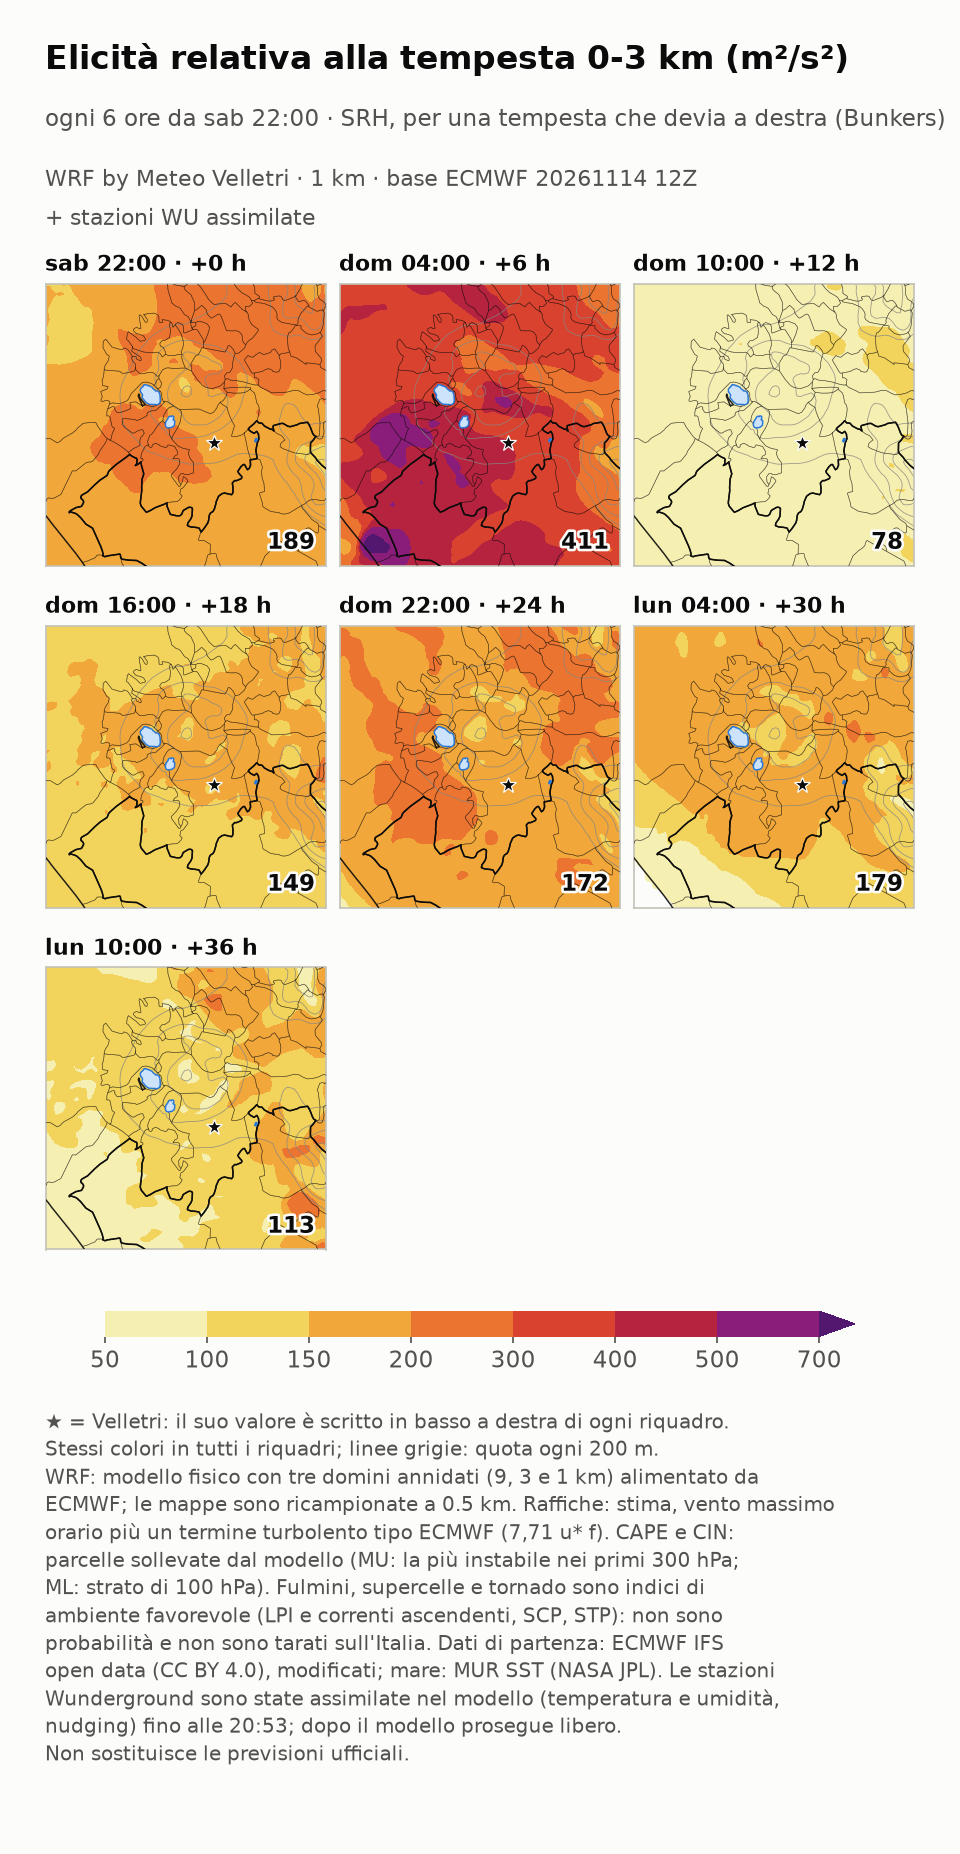 Elicità relativa alla tempesta 0-3 km (m²/s²)
ogni 6 ore da sab 22:00 · SRH, per una tempesta che devia a destra (Bunkers)
WRF by Meteo Velletri · 1 km · base ECMWF 20261114 12Z
+ stazioni WU assimilate
sab 22:00 · +0 h
dom 04:00 · +6 h
dom 10:00 · +12 h
189
411
78
dom 16:00 · +18 h
dom 22:00 · +24 h
lun 04:00 · +30 h
149
172
179
lun 10:00 · +36 h
113
50 100 150 200 300 400 500 700
★ = Velletri: il suo valore è scritto in basso a destra di ogni riquadro.
Stessi colori in tutti i riquadri; linee grigie: quota ogni 200 m.
WRF: modello fisico con tre domini annidati (9, 3 e 1 km) alimentato da
ECMWF; le mappe sono ricampionate a 0.5 km. Raffiche: stima, vento massimo
orario più un termine turbolento tipo ECMWF (7,71 u* f). CAPE e CIN:
parcelle sollevate dal modello (MU: la più instabile nei primi 300 hPa;
ML: strato di 100 hPa). Fulmini, supercelle e tornado sono indici di
ambiente favorevole (LPI e correnti ascendenti, SCP, STP): non sono
probabilità e non sono tarati sull'Italia. Dati di partenza: ECMWF IFS
open data (CC BY 4.0), modificati; mare: MUR SST (NASA JPL). Le stazioni
Wunderground sono state assimilate nel modello (temperatura e umidità,
nudging) fino alle 20:53; dopo il modello prosegue libero.
Non sostituisce le previsioni ufficiali.